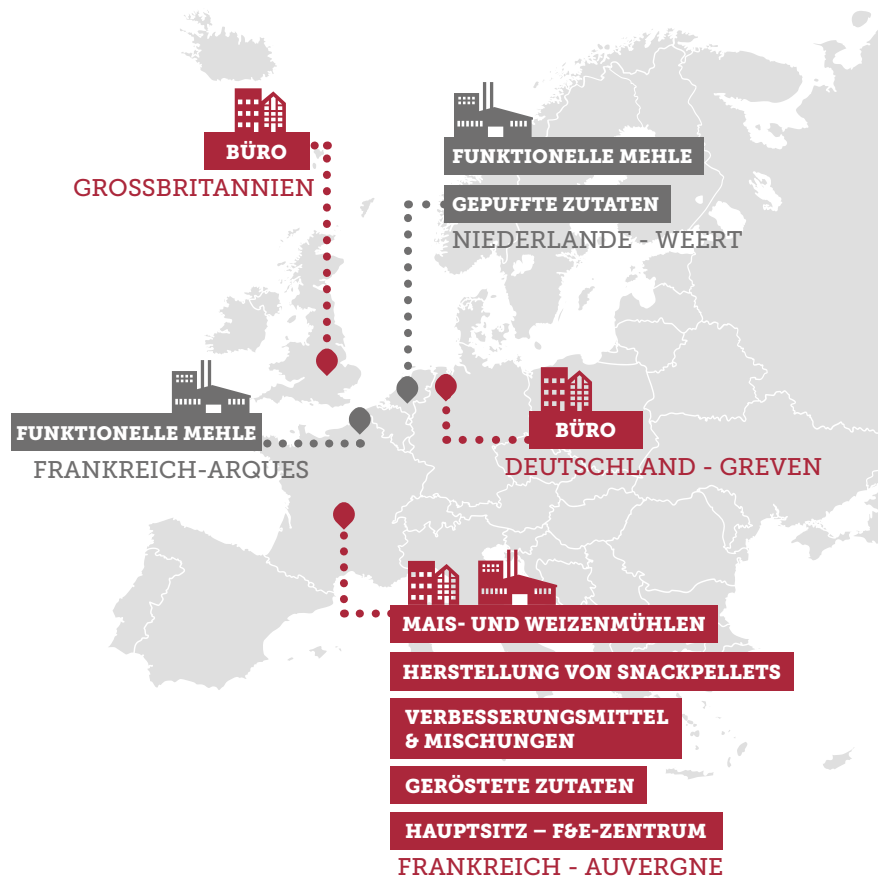 BÜRO
GROSSBRITANNIEN
FUNKTIONELLE MEHLE
GEPUFFTE ZUTATEN
NIEDERLANDE - WEERT
FUNKTIONELLE MEHLE
FRANKREICH-ARQUES
BÜRO
DEUTSCHLAND - GREVEN
MAIS- UND WEIZENMÜHLEN
HERSTELLUNG VON SNACKPELLETS
VERBESSERUNGSMITTEL
& MISCHUNGEN
GERÖSTETE ZUTATEN
HAUPTSITZ – F&E-ZENTRUM
FRANKREICH - AUVERGNE